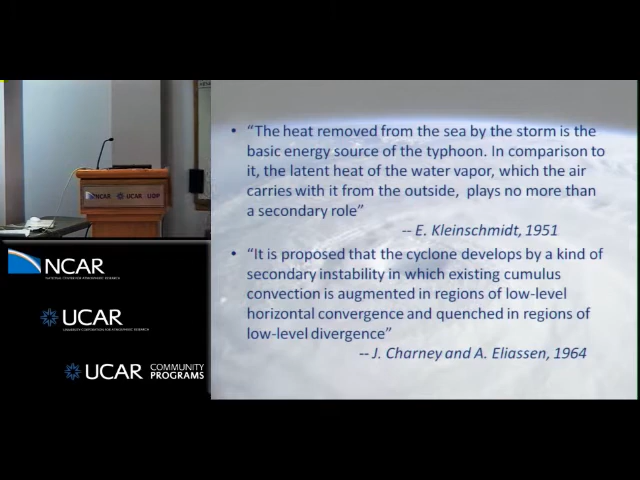 • “The heat removed from the sea by the storm is the
basic energy source of the typhoon. In comparison to
it, the latent heat of the water vapor, which the air
carries with it from the outside, plays no more than
a secondary role”
-- E. Kleinschmidt, 1951
• “It is proposed that the cyclone develops by a kind of
secondary instability in which existing cumulus
convection is augmented in regions of low-level
horizontal convergence and quenched in regions of
low-level divergence”
-- J. Charney and A. Eliassen, 1964
NCAR UCAR UOP
NCAR
NATIONAL CENTER FOR ATMOSPHERIC RESEARCH
UCAR
UNIVERSITY CORPORATION FOR ATMOSPHERIC RESEARCH
UCAR COMMUNITY
PROGRAMS